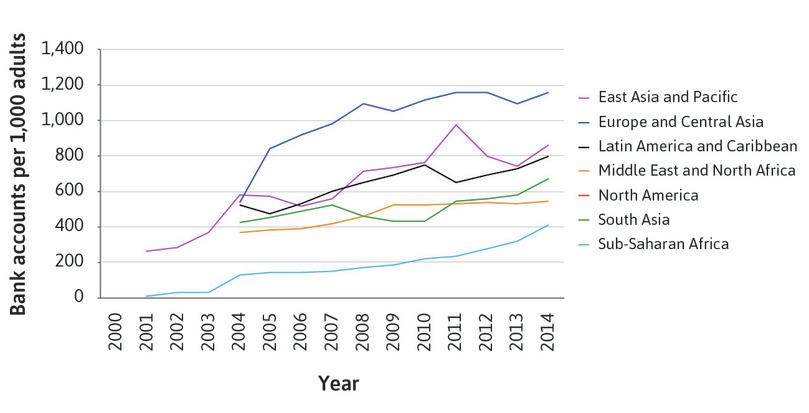 Bank accounts per 1,000 adults
1,400
1,200
1,000
800
600
400
200
0
2000
2001
2002
2003
2004
2005
2006
2007
2008
2009
2010
2011
2012
2013
2014
Year
East Asia and Pacific
Europe and Central Asia
Latin America and Caribbean
Middle East and North Africa
North America
South Asia
Sub-Saharan Africa